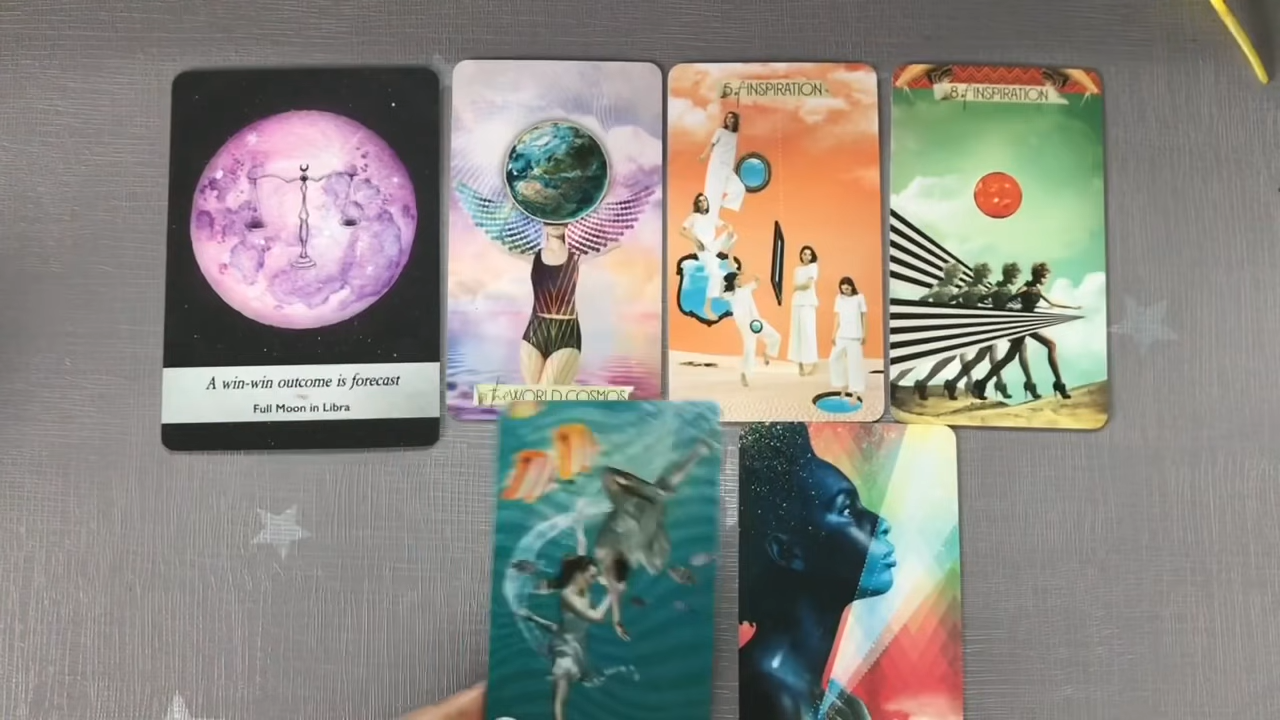 A win-win outcome is forecast
Full Moon in Libra
the WORLD COSMOS
5 of INSPIRATION
8 of INSPIRATION